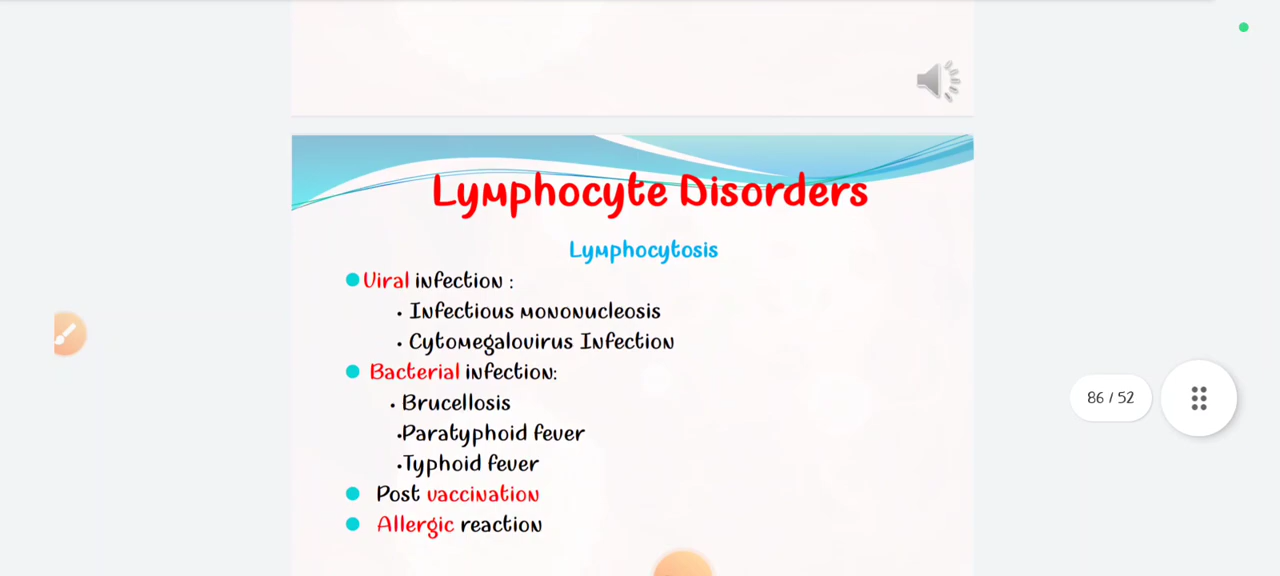 Lymphocyte Disorders
Lymphocytosis
Viral infection :
• Infectious mononucleosis
• Cytomegalovirus Infection
Bacterial infection:
• Brucellosis
•Paratyphoid fever
•Typhoid fever
Post vaccination
Allergic reaction
86 / 52